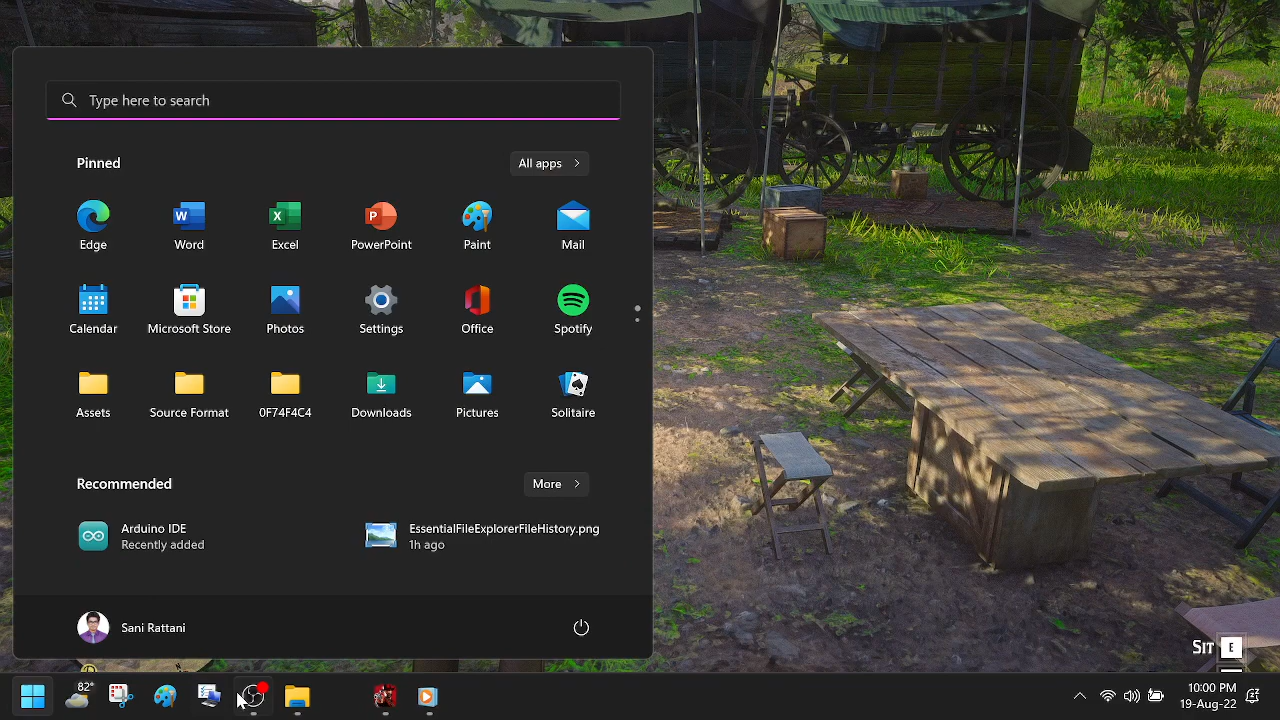 Type here to search
Pinned
All apps
Edge
Word
Excel
PowerPoint
Paint
Mail
Calendar
Microsoft Store
Photos
Settings
Office
Spotify
Assets
Source Format
0F74F4C4
Downloads
Pictures
Solitaire
Recommended
More
Arduino IDE
Recently added
EssentialFileExplorerFileHistory.png
1h ago
Sani Rattani
SIT E
82°
10:00 PM
19-Aug-22